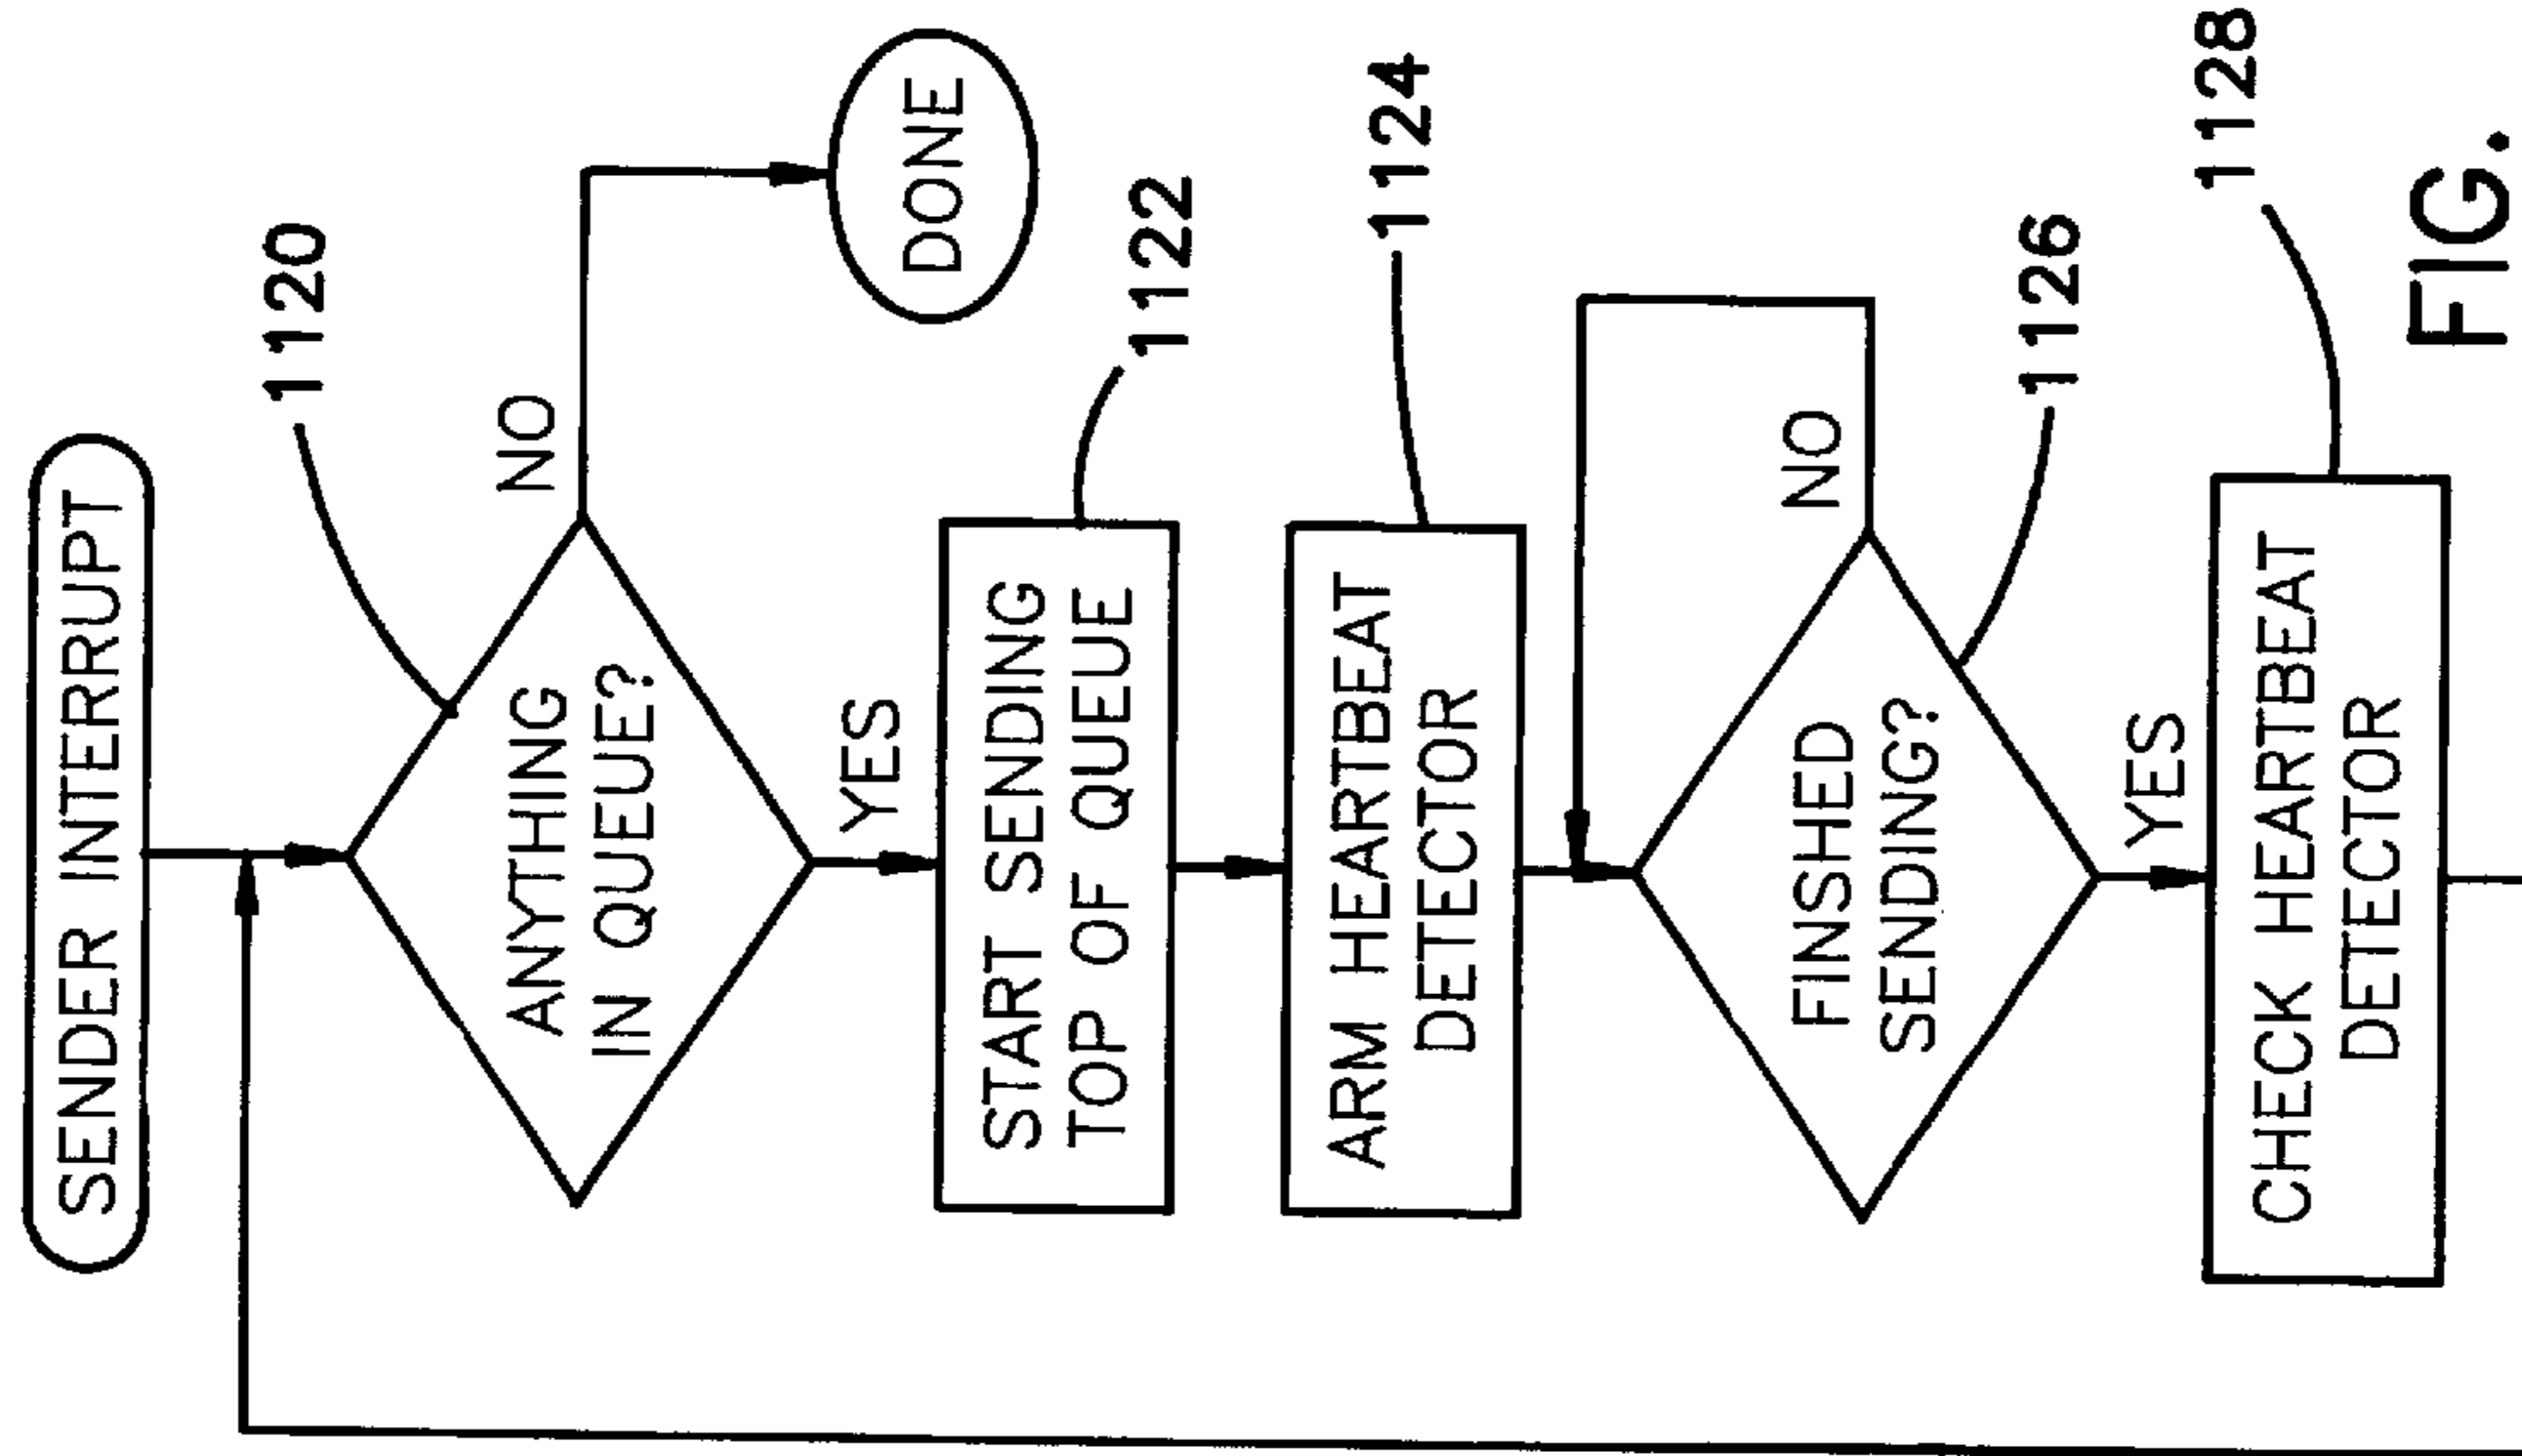 SENDER INTERRUPT
1120
ANYTHING
IN QUEUE?
NO
DONE
YES
1122
START SENDING
TOP OF QUEUE
1124
ARM HEARTBEAT
DETECTOR
NO
FINSHED
SENDING?
1126
YES
1128
CHECK HEARTBEAT
DETECTOR
FIG.